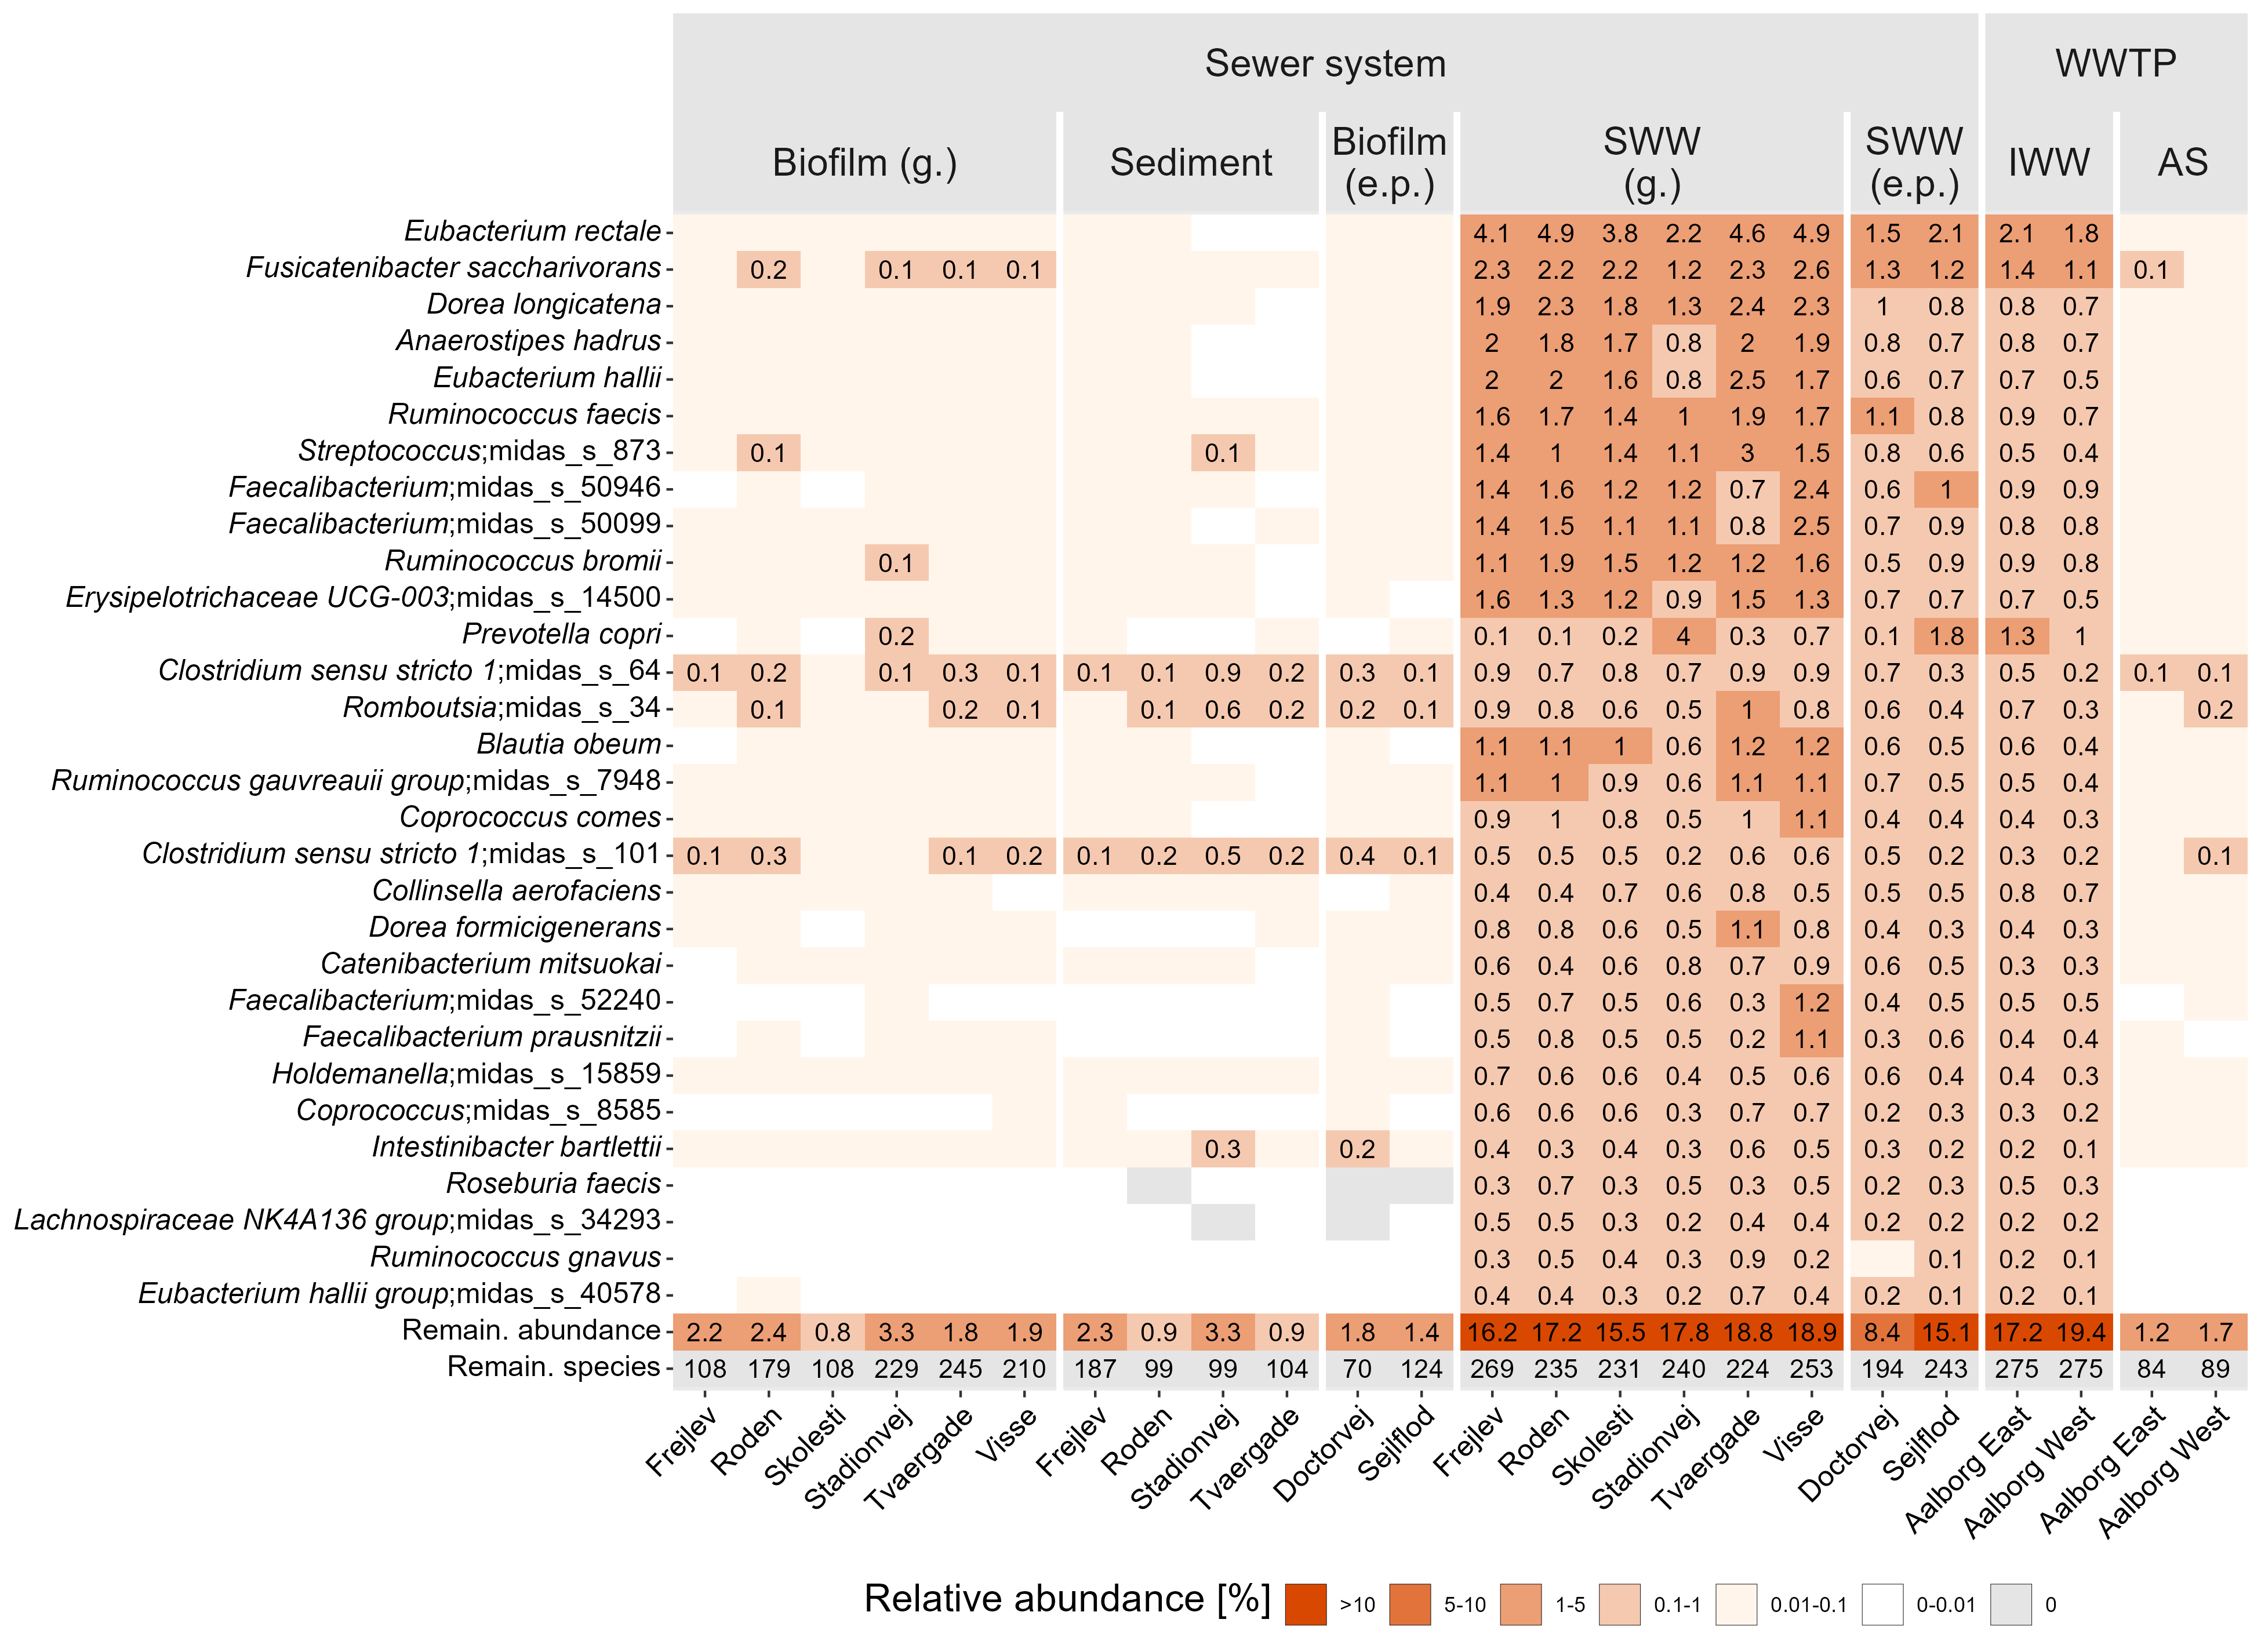 Sewer system WWTP
Biofilm (g.) Sediment Biofilm (e.p.) SWW (g.) SWW (e.p.) IWW AS
Eubacterium rectale 4.1 4.9 3.8 2.2 4.6 4.9 1.5 2.1 2.1 1.8
Fusicatenibacter saccharivorans 0.2 0.1 0.1 0.1 2.3 2.2 2.2 1.2 2.3 2.6 1.3 1.2 1.4 1.1 0.1
Dorea longicatena 1.9 2.3 1.8 1.3 2.4 2.3 1 0.8 0.8 0.7
Anaerostipes hadrus 2 1.8 1.7 0.8 2 1.9 0.8 0.7 0.8 0.7
Eubacterium hallii 2 2 1.6 0.8 2.5 1.7 0.6 0.7 0.7 0.5
Ruminococcus faecis 1.6 1.7 1.4 1 1.9 1.7 1.1 0.8 0.9 0.7
Streptococcus;midas_s_873 0.1 0.1 1.4 1 1.4 1.1 3 1.5 0.8 0.6 0.5 0.4
Faecalibacterium;midas_s_50946 1.4 1.6 1.2 1.2 0.7 2.4 0.6 1 0.9 0.9
Faecalibacterium;midas_s_50099 1.4 1.5 1.1 1.1 0.8 2.5 0.7 0.9 0.8 0.8
Ruminococcus bromii 0.1 1.1 1.9 1.5 1.2 1.2 1.6 0.5 0.9 0.9 0.8
Erysipelotrichaceae UCG-003;midas_s_14500 1.6 1.3 1.2 0.9 1.5 1.3 0.7 0.7 0.7 0.5
Prevotella copri 0.2 0.1 0.1 0.2 4 0.3 0.7 0.1 1.8 1.3 1
Clostridium sensu stricto 1;midas_s_64 0.1 0.2 0.1 0.3 0.1 0.1 0.1 0.9 0.2 0.3 0.1 0.9 0.7 0.8 0.7 0.9 0.9 0.7 0.3 0.5 0.2 0.1 0.1
Romboutsia;midas_s_34 0.1 0.2 0.1 0.1 0.6 0.2 0.2 0.1 0.9 0.8 0.6 0.5 1 0.8 0.6 0.4 0.7 0.3 0.2
Blautia obeum 1.1 1.1 1 0.6 1.2 1.2 0.6 0.5 0.6 0.4
Ruminococcus gauvreauii group;midas_s_7948 1.1 1 0.9 0.6 1.1 1.1 0.7 0.5 0.5 0.4
Coprococcus comes 0.9 1 0.8 0.5 1 1.1 0.4 0.4 0.4 0.3
Clostridium sensu stricto 1;midas_s_101 0.1 0.3 0.1 0.2 0.1 0.2 0.5 0.2 0.4 0.1 0.5 0.5 0.5 0.2 0.6 0.6 0.5 0.2 0.3 0.2 0.1
Collinsella aerofaciens 0.4 0.4 0.7 0.6 0.8 0.5 0.5 0.5 0.8 0.7
Dorea formicigenerans 0.8 0.8 0.6 0.5 1.1 0.8 0.4 0.3 0.4 0.3
Catenibacterium mitsuokai 0.6 0.4 0.6 0.8 0.7 0.9 0.6 0.5 0.3 0.3
Faecalibacterium;midas_s_52240 0.5 0.7 0.5 0.6 0.3 1.2 0.4 0.5 0.5 0.5
Faecalibacterium prausnitzii 0.5 0.8 0.5 0.5 0.2 1.1 0.3 0.6 0.4 0.4
Holdemanella;midas_s_15859 0.7 0.6 0.6 0.4 0.5 0.6 0.6 0.4 0.4 0.3
Coprococcus;midas_s_8585 0.6 0.6 0.6 0.3 0.7 0.7 0.2 0.3 0.3 0.2
Intestinibacter bartlettii 0.3 0.2 0.4 0.3 0.4 0.3 0.6 0.5 0.3 0.2 0.2 0.1
Roseburia faecis 0.3 0.7 0.3 0.5 0.3 0.5 0.2 0.3 0.5 0.3
Lachnospiraceae NK4A136 group;midas_s_34293 0.5 0.5 0.3 0.2 0.4 0.4 0.2 0.2 0.2 0.2
Ruminococcus gnavus 0.3 0.5 0.4 0.3 0.9 0.2 0.1 0.2 0.1
Eubacterium hallii group;midas_s_40578 0.4 0.4 0.3 0.2 0.7 0.4 0.2 0.1 0.2 0.1
Remain. abundance 2.2 2.4 0.8 3.3 1.8 1.9 2.3 0.9 3.3 0.9 1.8 1.4 16.2 17.2 15.5 17.8 18.8 18.9 8.4 15.1 17.2 19.4 1.2 1.7
Remain. species 108 179 108 229 245 210 187 99 99 104 70 124 269 235 231 240 224 253 194 243 275 275 84 89
Frejlev Roden Skolesti Stadionvej Tvaergade Visse Frejlev Roden Stadionvej Tvaergade Doctorvej Sejlflod Frejlev Roden Skolesti Stadionvej Tvaergade Visse Doctorvej Sejlflod Aalborg East Aalborg West Aalborg East Aalborg West
Relative abundance [%] >10 5-10 1-5 0.1-1 0.01-0.1 0-0.01 0